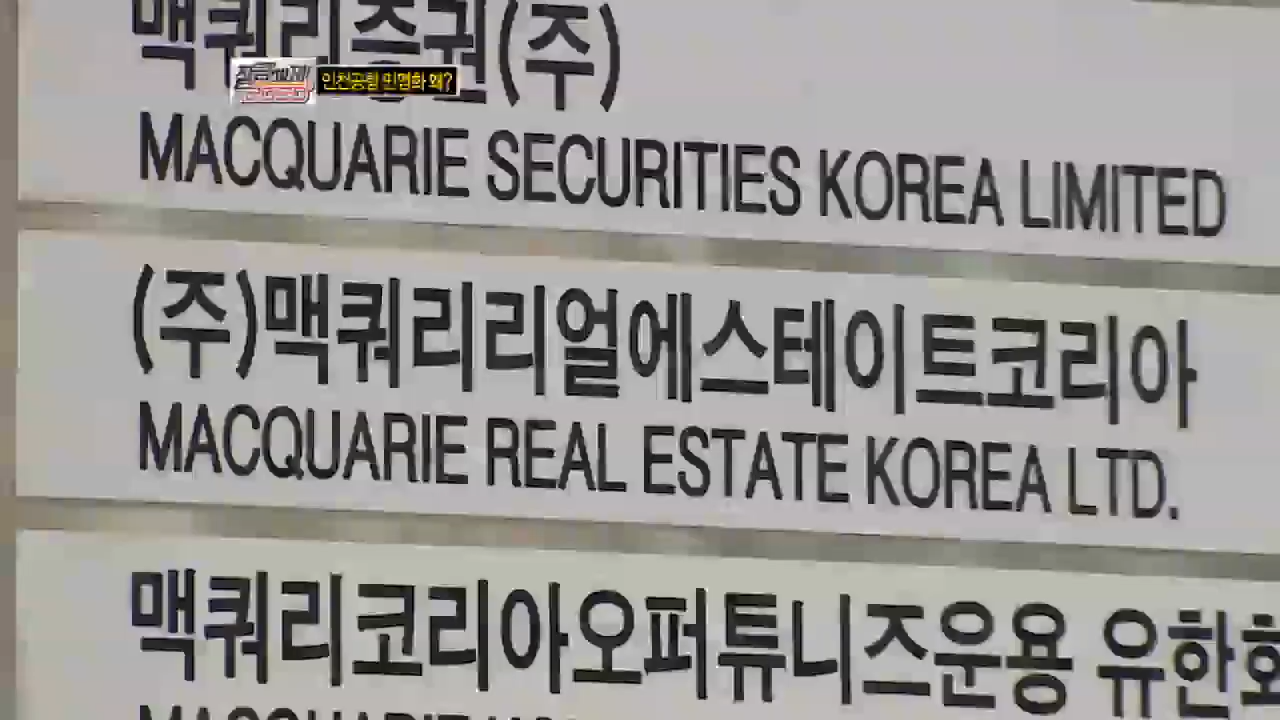 맥쿼리증권(주)
인천공항 민영화 왜?
MACQUARIE SECURITIES KOREA LIMITED
(주)맥쿼리리얼에스테이트코리아
MACQUARIE REAL ESTATE KOREA LTD.
맥쿼리코리아오퍼튜니즈운용 유한회
MACQUARIE